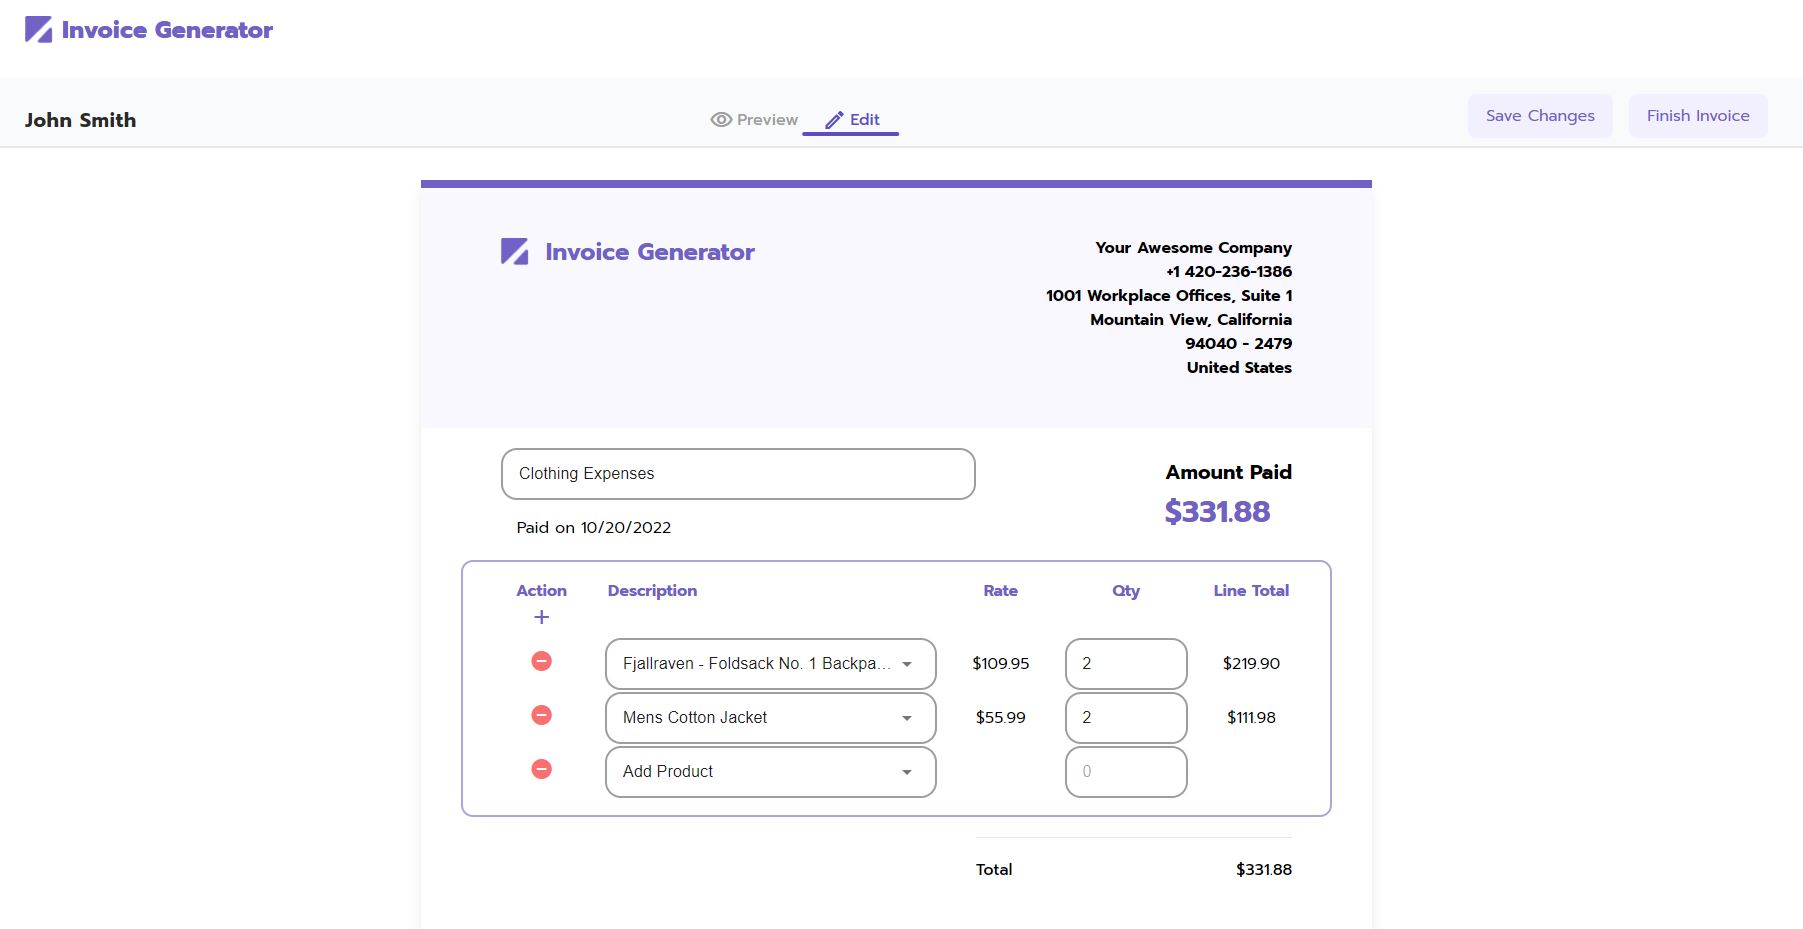 Invoice Generator
John Smith
Preview
Edit
Save Changes
Finish Invoice
Invoice Generator
Your Awesome Company
+1 420-236-1386
1001 Workplace Offices, Suite 1
Mountain View, California
94040 - 2479
United States
Clothing Expenses
Amount Paid
$331.88
Paid on 10/20/2022
Action Description Rate Qty Line Total
+
Fjallraven - Foldsack No. 1 Backpa... $109.95 2 $219.90
Mens Cotton Jacket $55.99 2 $111.98
Add Product 0
Total $331.88